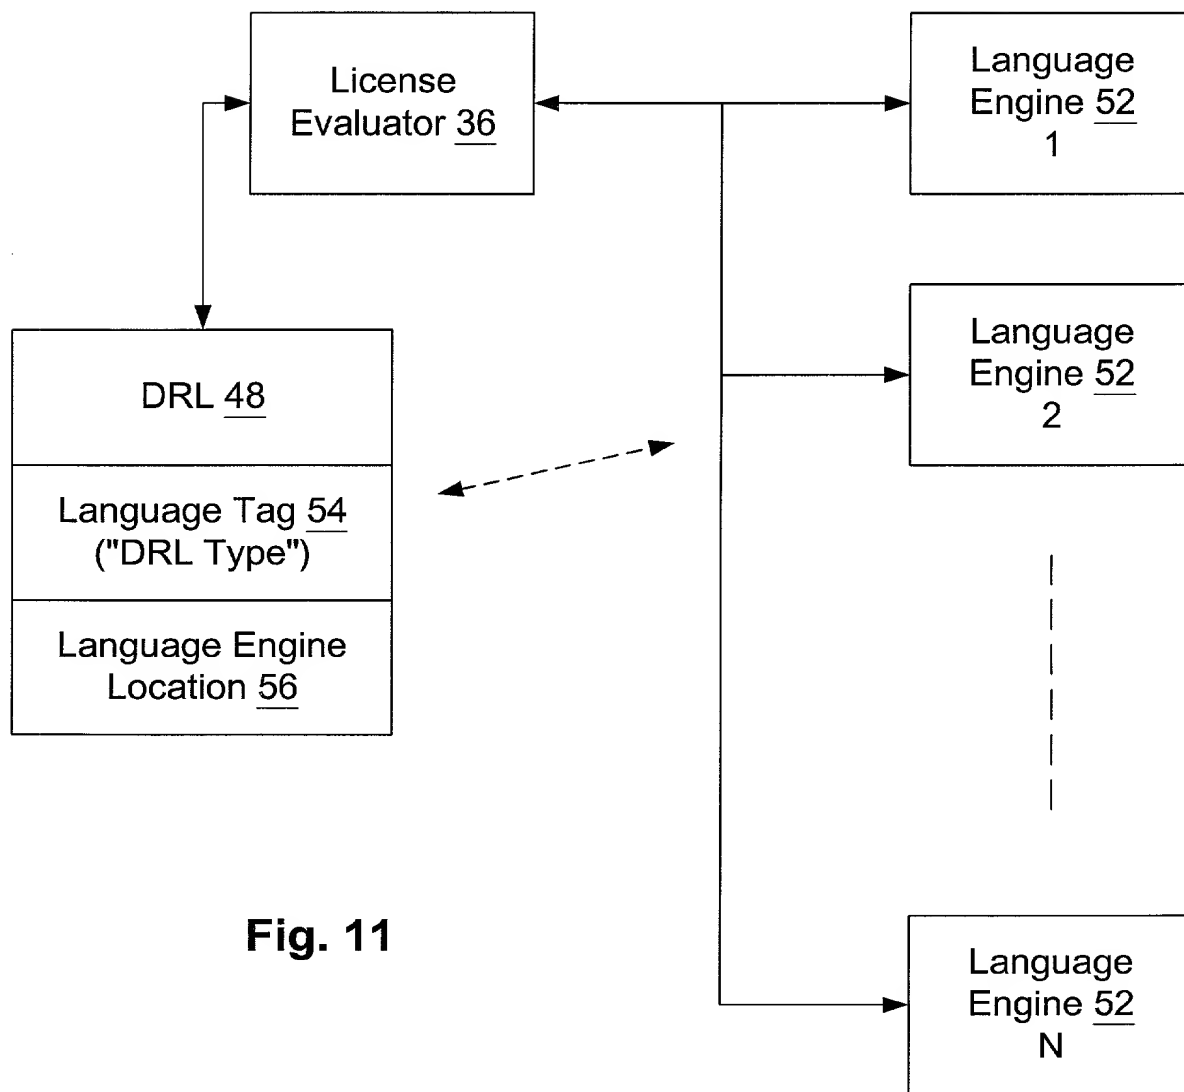 License
Evaluator 36
Language
Engine 52
1
Language
Engine 52
2
DRL 48
Language Tag 54
("DRL Type")
Language Engine
Location 56
Fig. 11
Language
Engine 52
N